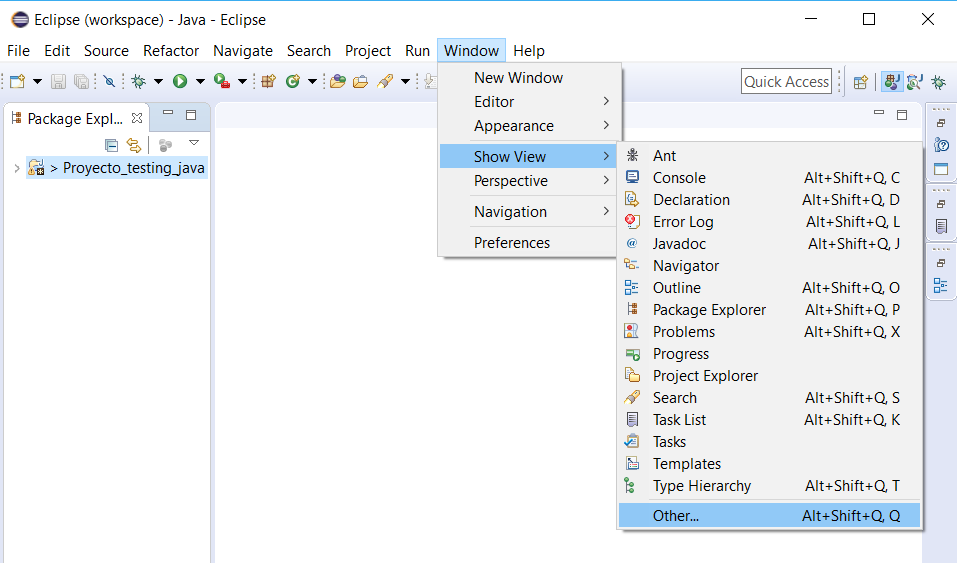 Eclipse (workspace) - Java - Eclipse
File Edit Source Refactor Navigate Search Project Run Window Help
Quick Access
Package Expl...
> Proyecto_testing_java
New Window
Editor
Appearance
Show View
Perspective
Navigation
Preferences
Ant
Console Alt+Shift+Q, C
Declaration Alt+Shift+Q, D
Error Log Alt+Shift+Q, L
Javadoc Alt+Shift+Q, J
Navigator
Outline Alt+Shift+Q, O
Package Explorer Alt+Shift+Q, P
Problems Alt+Shift+Q, X
Progress
Project Explorer
Search Alt+Shift+Q, S
Task List Alt+Shift+Q, K
Tasks
Templates
Type Hierarchy Alt+Shift+Q, T
Other... Alt+Shift+Q, Q